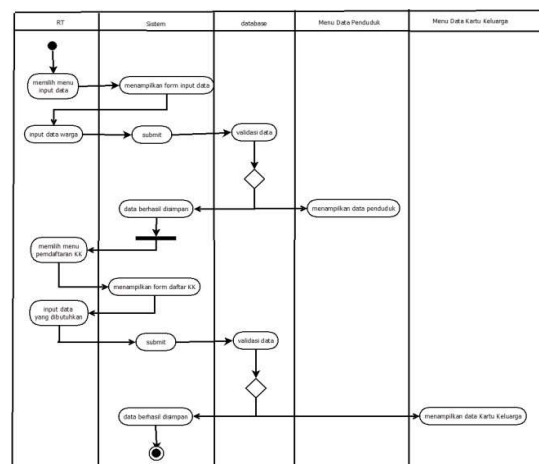 RT
Sistem
database
Menu Data Penduduk
Menu Data Kartu Keluarga
memilih menu
input data
menampilkan form input data
input data warga
submit
validasi data
data berhasil disimpan
menampilkan data penduduk
memilih menu
pemdaftaran KK
menampilkan form daftar KK
input data
yang dibutuhkan
submit
validasi data
data berhasil disimpan
menampilkan data Kartu Keluarga